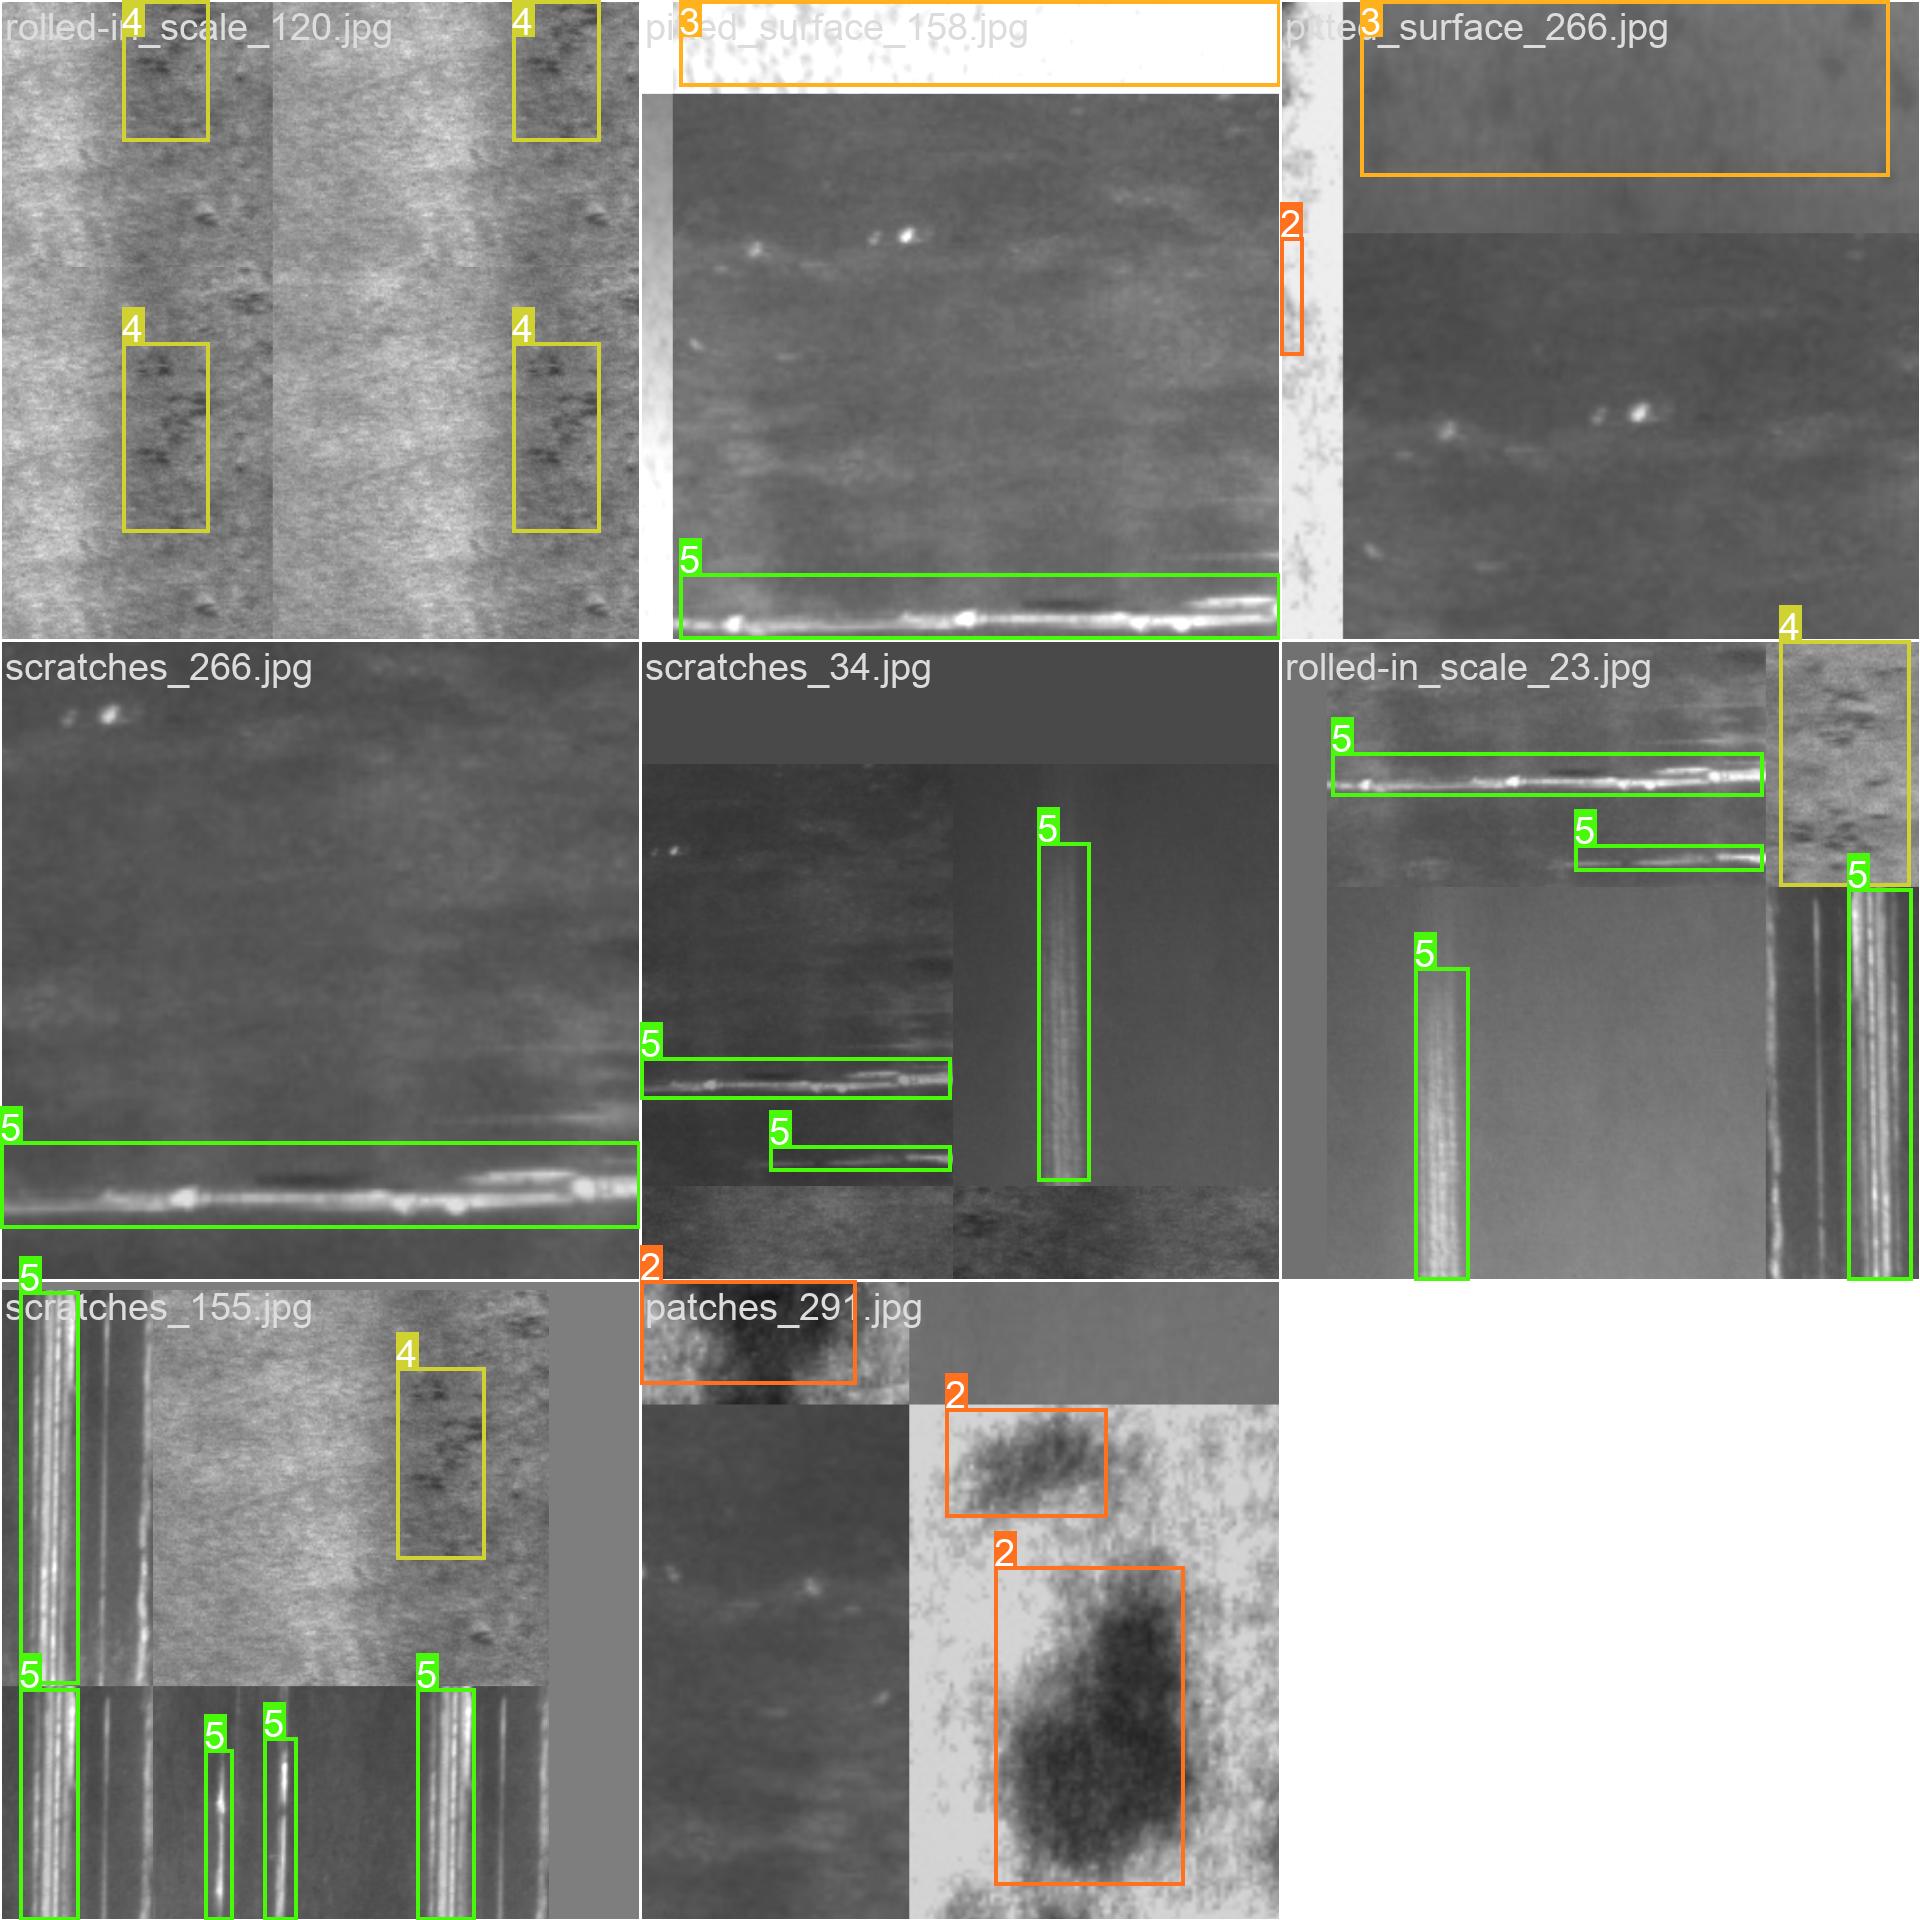 4 4
rolled-in_scale_120.jpg
4 4
3
pitted_surface_158.jpg
5
3
pitted_surface_266.jpg
2
scratches_266.jpg
5
scratches_34.jpg
5
5
5
4
rolled-in_scale_23.jpg
5
5
5
5
5
scratches_155.jpg
4
5 5 5 5
2
patches_291.jpg
2
2